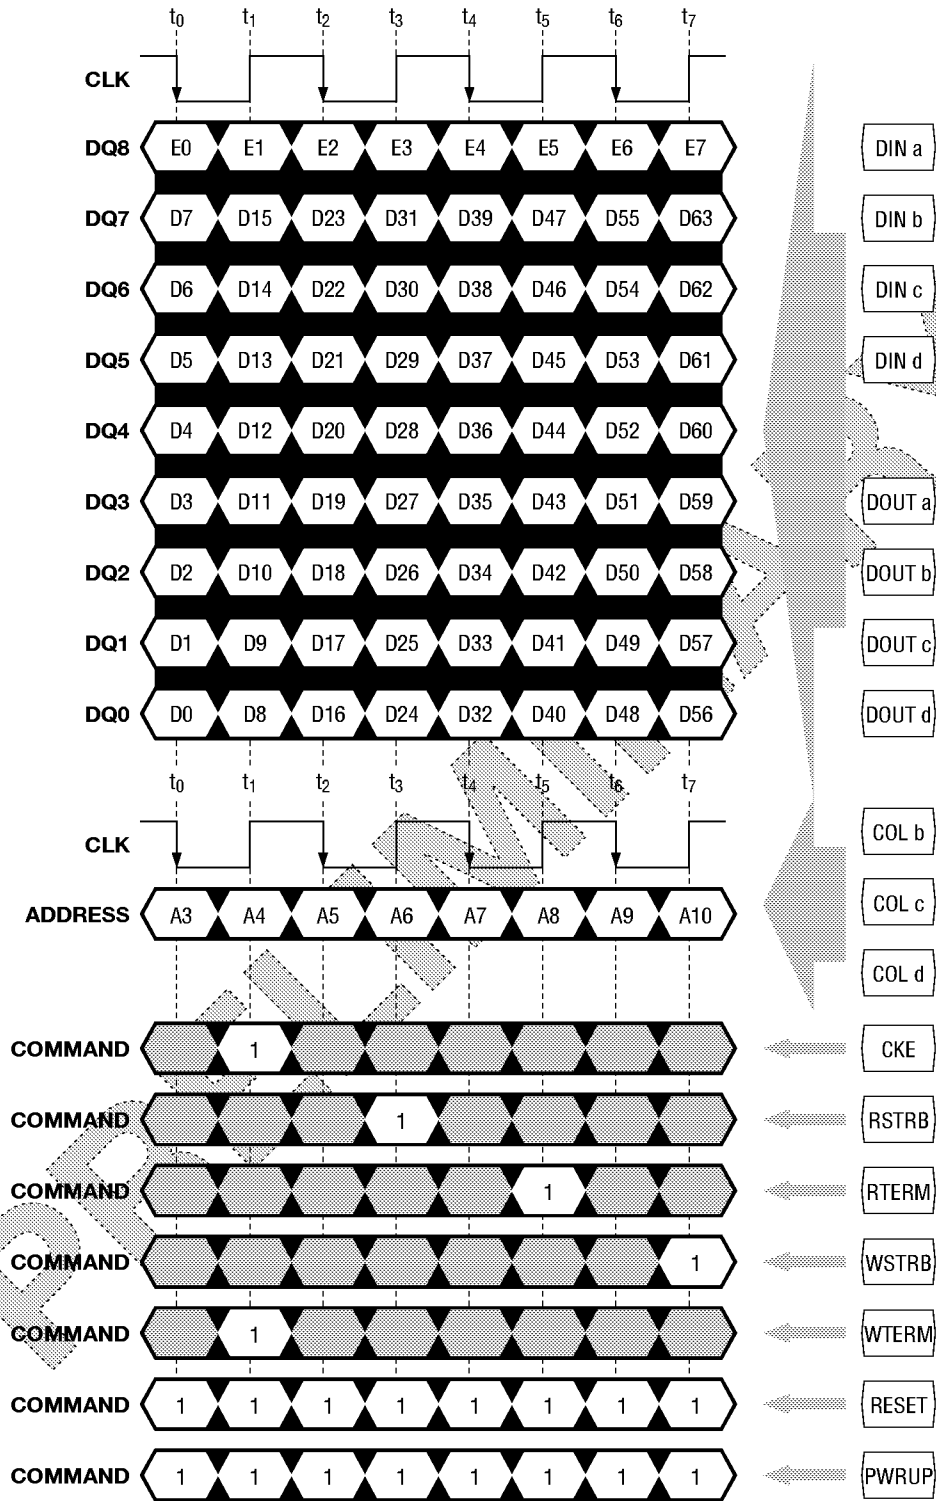 t0 t1 t2 t3 t4 t5 t6 t7
CLK
DQ8 E0 E1 E2 E3 E4 E5 E6 E7 DIN a
DQ7 D7 D15 D23 D31 D39 D47 D55 D63 DIN b
DQ6 D6 D14 D22 D30 D38 D46 D54 D62 DIN c
DQ5 D5 D13 D21 D29 D37 D45 D53 D61 DIN d
DQ4 D4 D12 D20 D28 D36 D44 D52 D60
DQ3 D3 D11 D19 D27 D35 D43 D51 D59 DOUT a
DQ2 D2 D10 D18 D26 D34 D42 D50 D58 DOUT b
DQ1 D1 D9 D17 D25 D33 D41 D49 D57 DOUT c
DQ0 D0 D8 D16 D24 D32 D40 D48 D56 DOUT d
t0 t1 t2 t3 t4 t5 t6 t7
CLK COL b
ADDRESS A3 A4 A5 A6 A7 A8 A9 A10 COL c
COL d
COMMAND 1 CKE
COMMAND 1 RSTRB
COMMAND 1 RTERM
COMMAND 1 WSTRB
COMMAND 1 WTERM
COMMAND 1 1 1 1 1 1 1 1 RESET
COMMAND 1 1 1 1 1 1 1 1 PWRUP